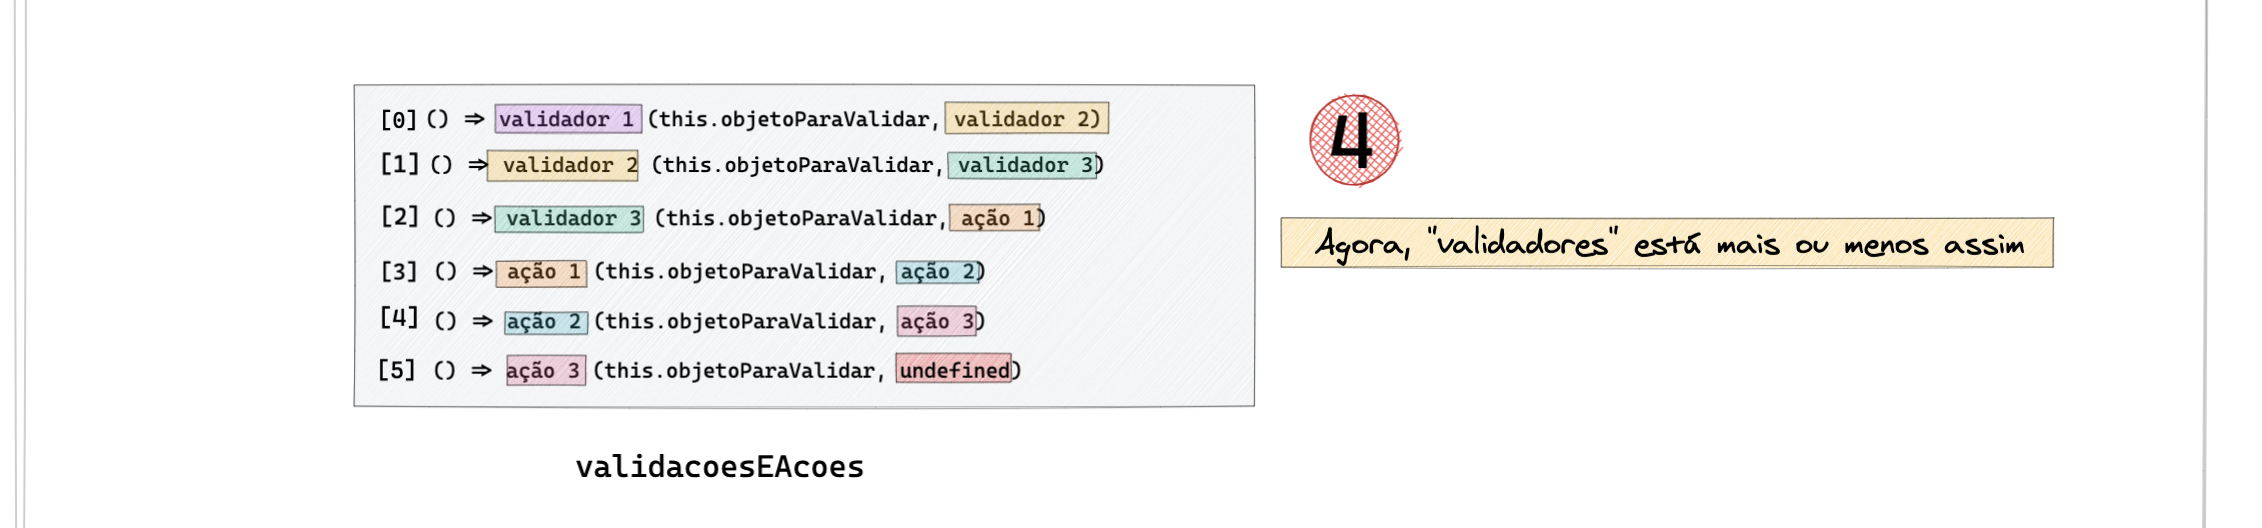 [0] () => validador 1 (this.objetoParaValidar, validador 2)
[1] () => validador 2 (this.objetoParaValidar, validador 3)
[2] () => validador 3 (this.objetoParaValidar, ação 1)
[3] () => ação 1 (this.objetoParaValidar, ação 2)
[4] () => ação 2 (this.objetoParaValidar, ação 3)
[5] () => ação 3 (this.objetoParaValidar, undefined)
validacoesEAcoes
4
Agora, "validadores" está mais ou menos assim